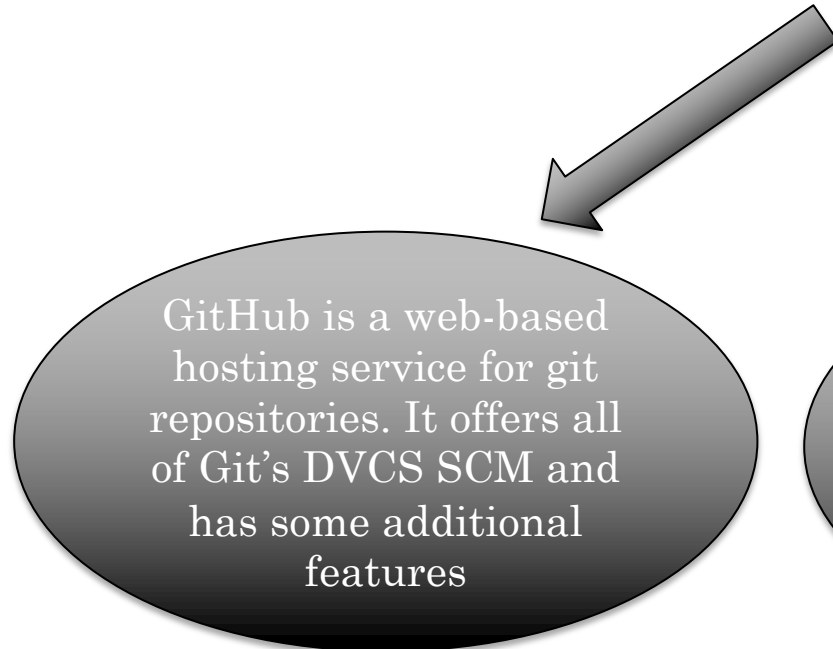 GitHub is a web-based
hosting service for git
repositories. It offers all
of Git’s DVCS SCM and
has some additional
features